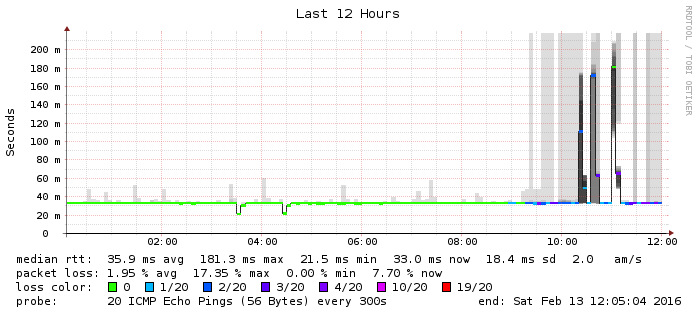 Last 12 Hours
RRDTOOL / TOBI OETIKER
Seconds
200 m
180 m
160 m
140 m
120 m
100 m
80 m
60 m
40 m
20 m
0
02:00 04:00 06:00 08:00 10:00 12:00
median rtt: 35.9 ms avg 181.3 ms max 21.5 ms min 33.0 ms now 18.4 ms sd 2.0 am/s
packet loss: 1.95 % avg 17.35 % max 0.00 % min 7.70 % now
loss color: 0 1/20 2/20 3/20 4/20 10/20 19/20
probe: 20 ICMP Echo Pings (56 Bytes) every 300s end: Sat Feb 13 12:05:04 2016